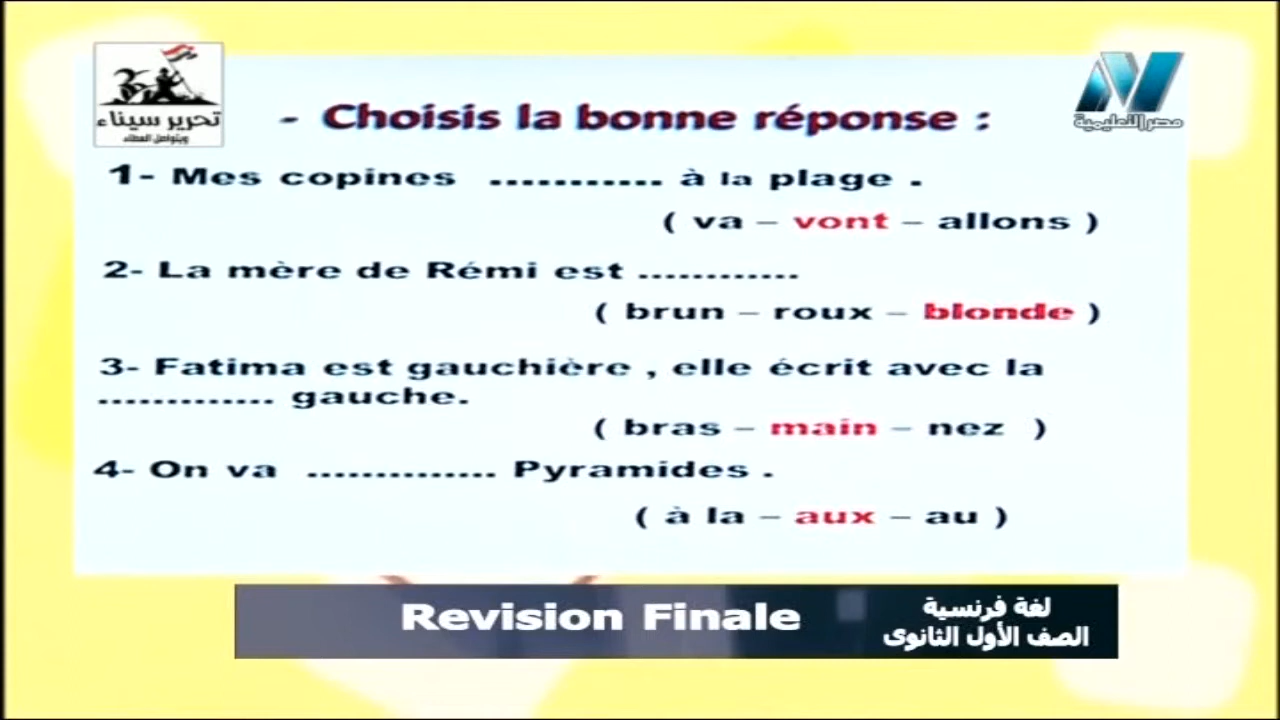 تحرير سيناء
ويتواصل العطاء
مصر التعليمية
- Choisis la bonne réponse :
1- Mes copines ............ à la plage .
( va – vont – allons )
2- La mère de Rémi est ............
( brun – roux – blonde )
3- Fatima est gauchière , elle écrit avec la
............. gauche.
( bras – main – nez )
4- On va .............. Pyramides .
( à la – aux – au )
Revision Finale
لغة فرنسية
الصف الأول الثانوى